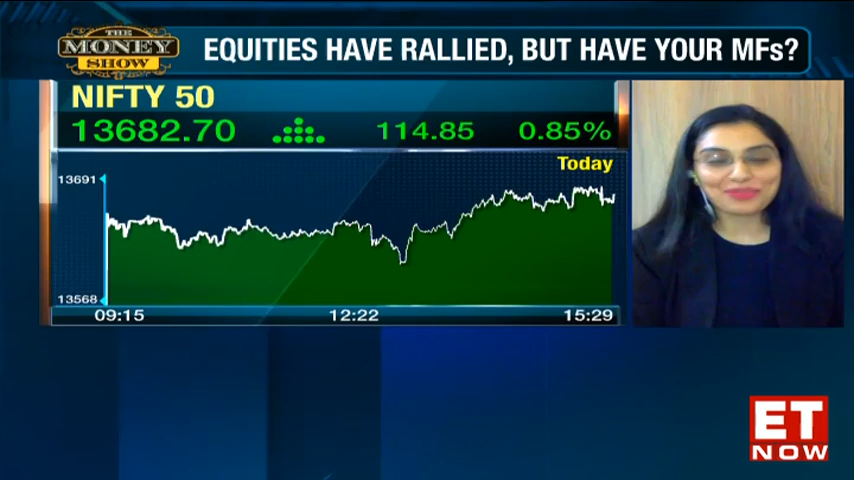 THE
MONEY
SHOW
EQUITIES HAVE RALLIED, BUT HAVE YOUR MFs?
NIFTY 50
13682.70 114.85 0.85%
Today
13691
13568
09:15 12:22 15:29
ET
NOW